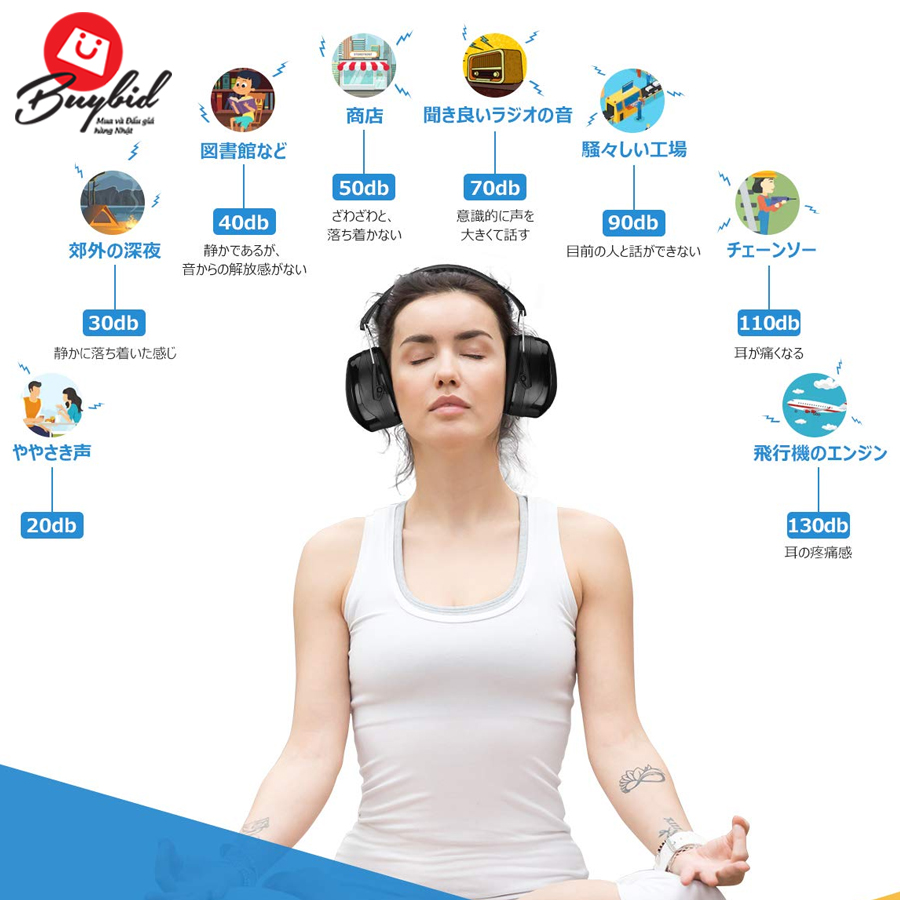 Buybid
Mua và Đấu giá
hàng Nhật
ややさき声
20db
郊外の深夜
30db
静かに落ち着いた感じ
図書館など
40db
静かであるが、
音からの解放感がない
商店
50db
ざわざわと、
落ち着かない
聞き良いラジオの音
70db
意識的に声を
大きくて話す
騒々しい工場
90db
目前の人と話ができない
チェーンソー
110db
耳が痛くなる
飛行機のエンジン
130db
耳の疼痛感